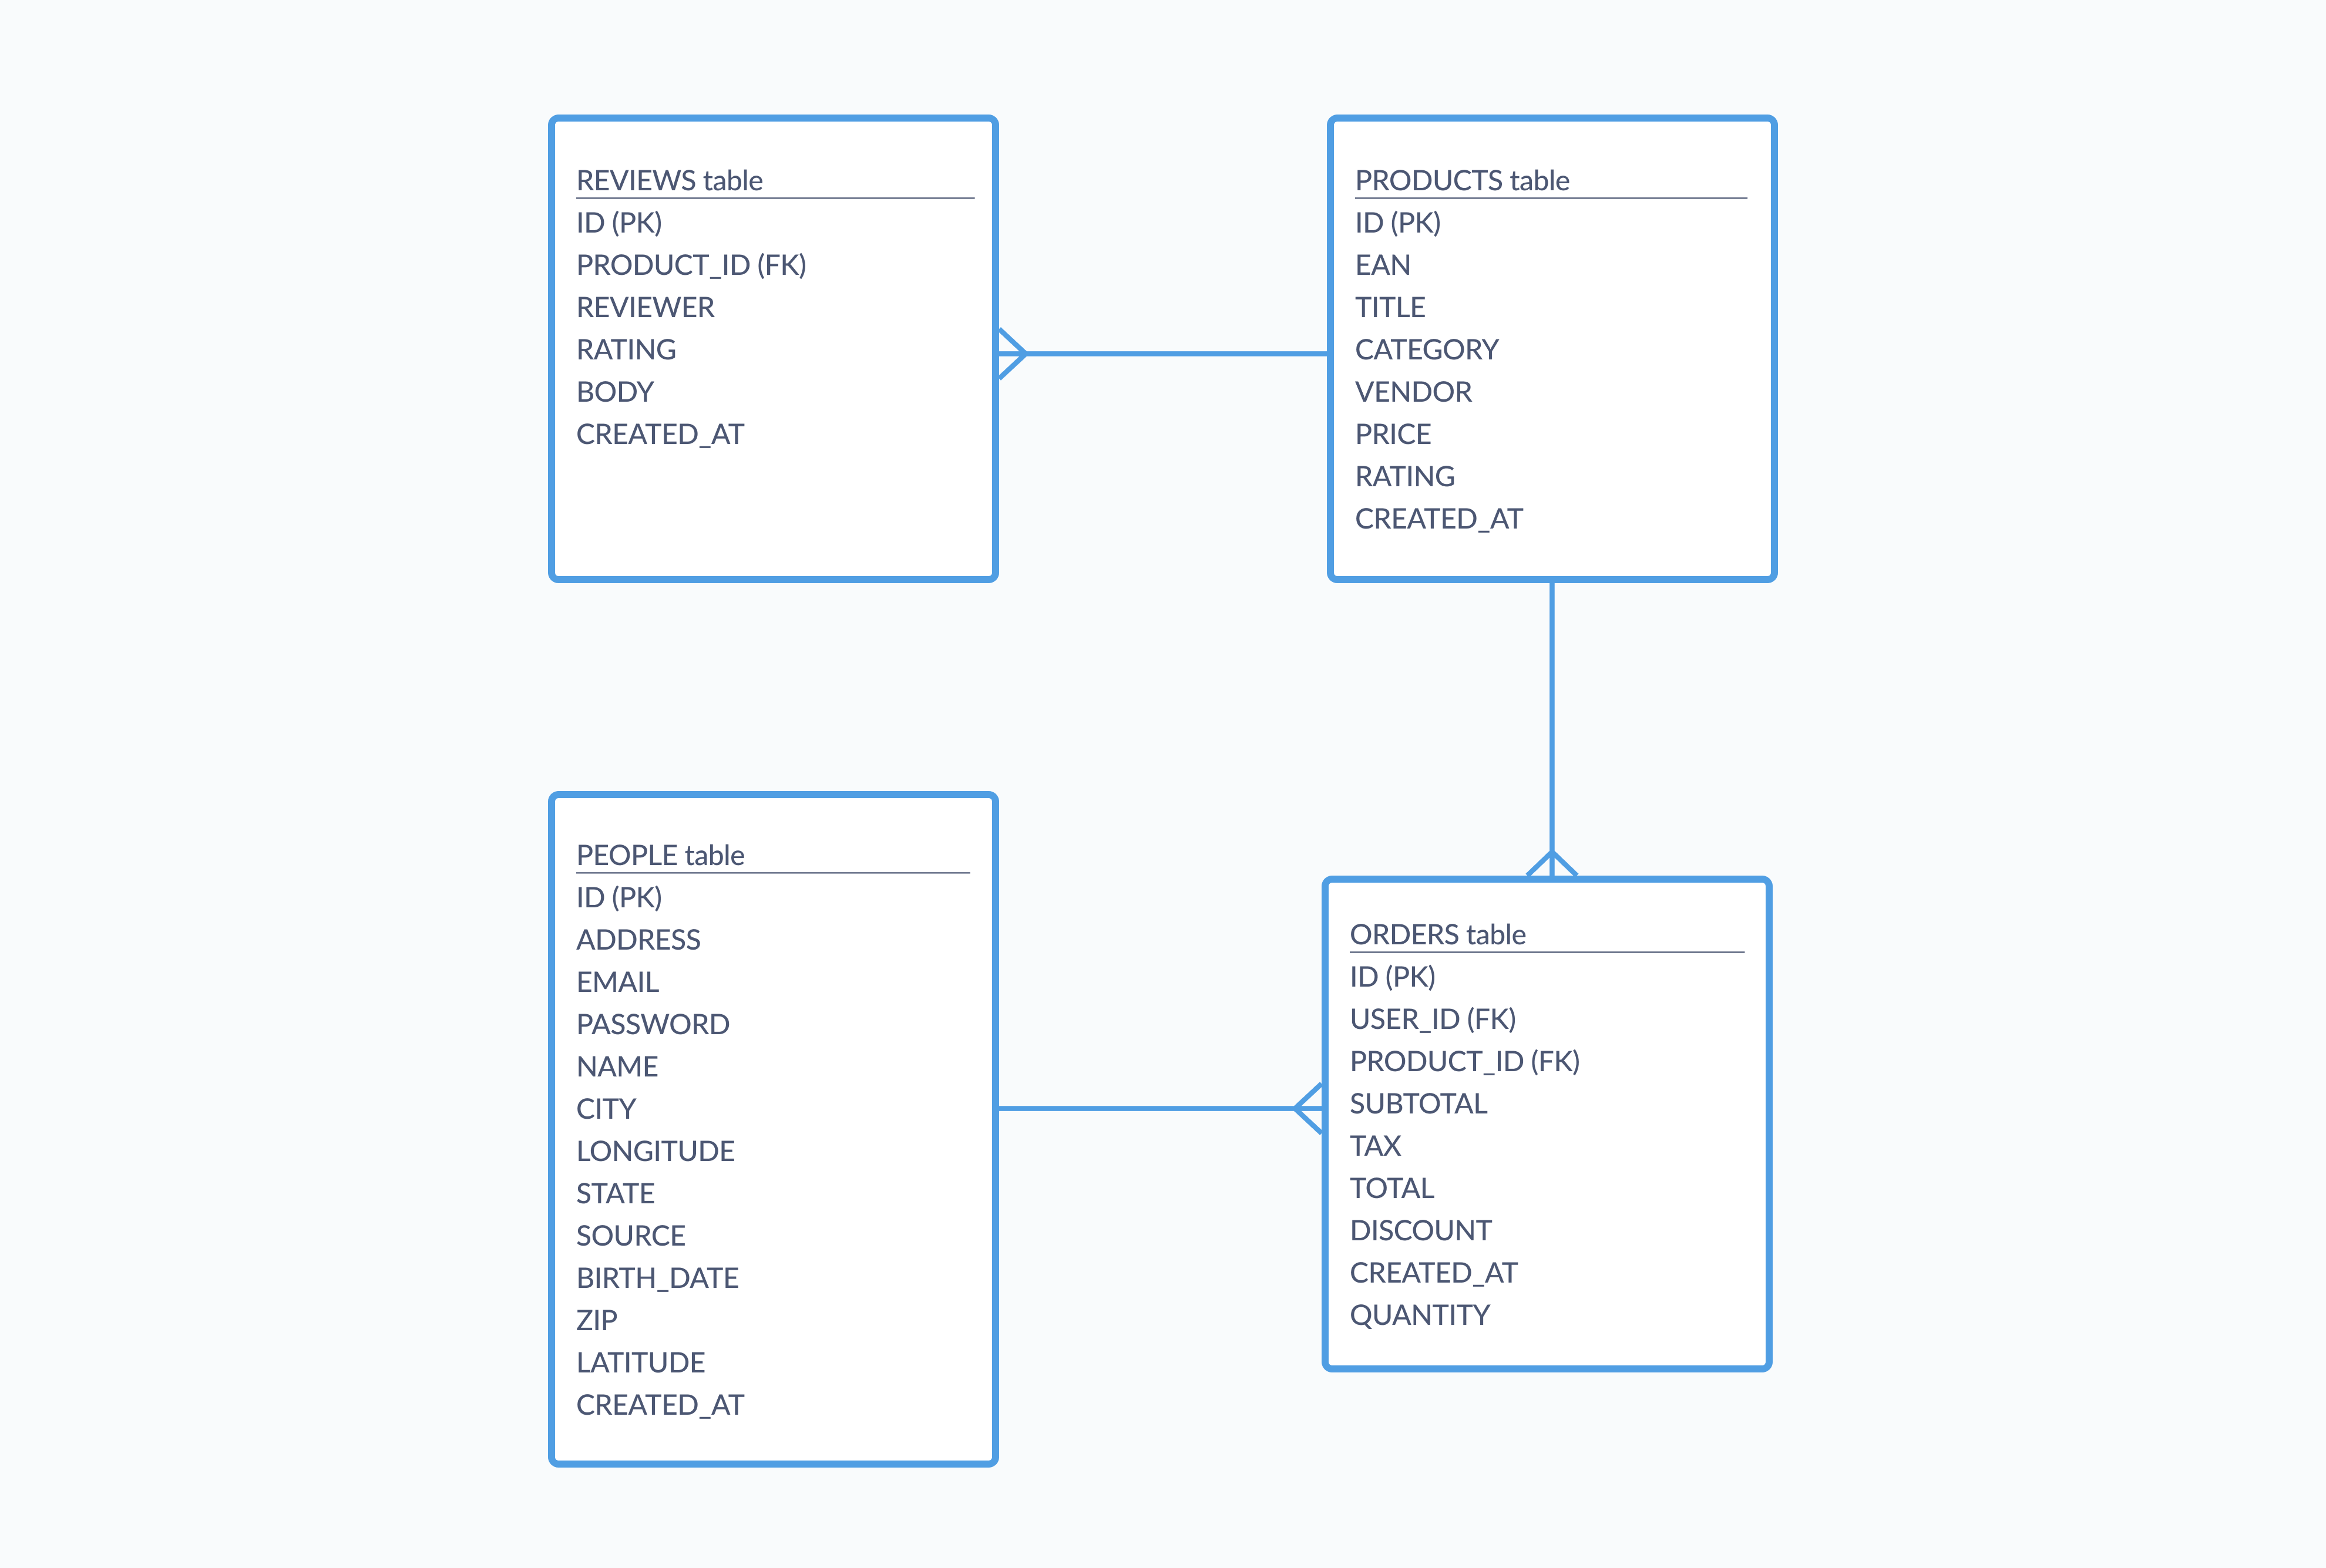 REVIEWS table
ID (PK)
PRODUCT_ID (FK)
REVIEWER
RATING
BODY
CREATED_AT
PRODUCTS table
ID (PK)
EAN
TITLE
CATEGORY
VENDOR
PRICE
RATING
CREATED_AT
PEOPLE table
ID (PK)
ADDRESS
EMAIL
PASSWORD
NAME
CITY
LONGITUDE
STATE
SOURCE
BIRTH_DATE
ZIP
LATITUDE
CREATED_AT
ORDERS table
ID (PK)
USER_ID (FK)
PRODUCT_ID (FK)
SUBTOTAL
TAX
TOTAL
DISCOUNT
CREATED_AT
QUANTITY